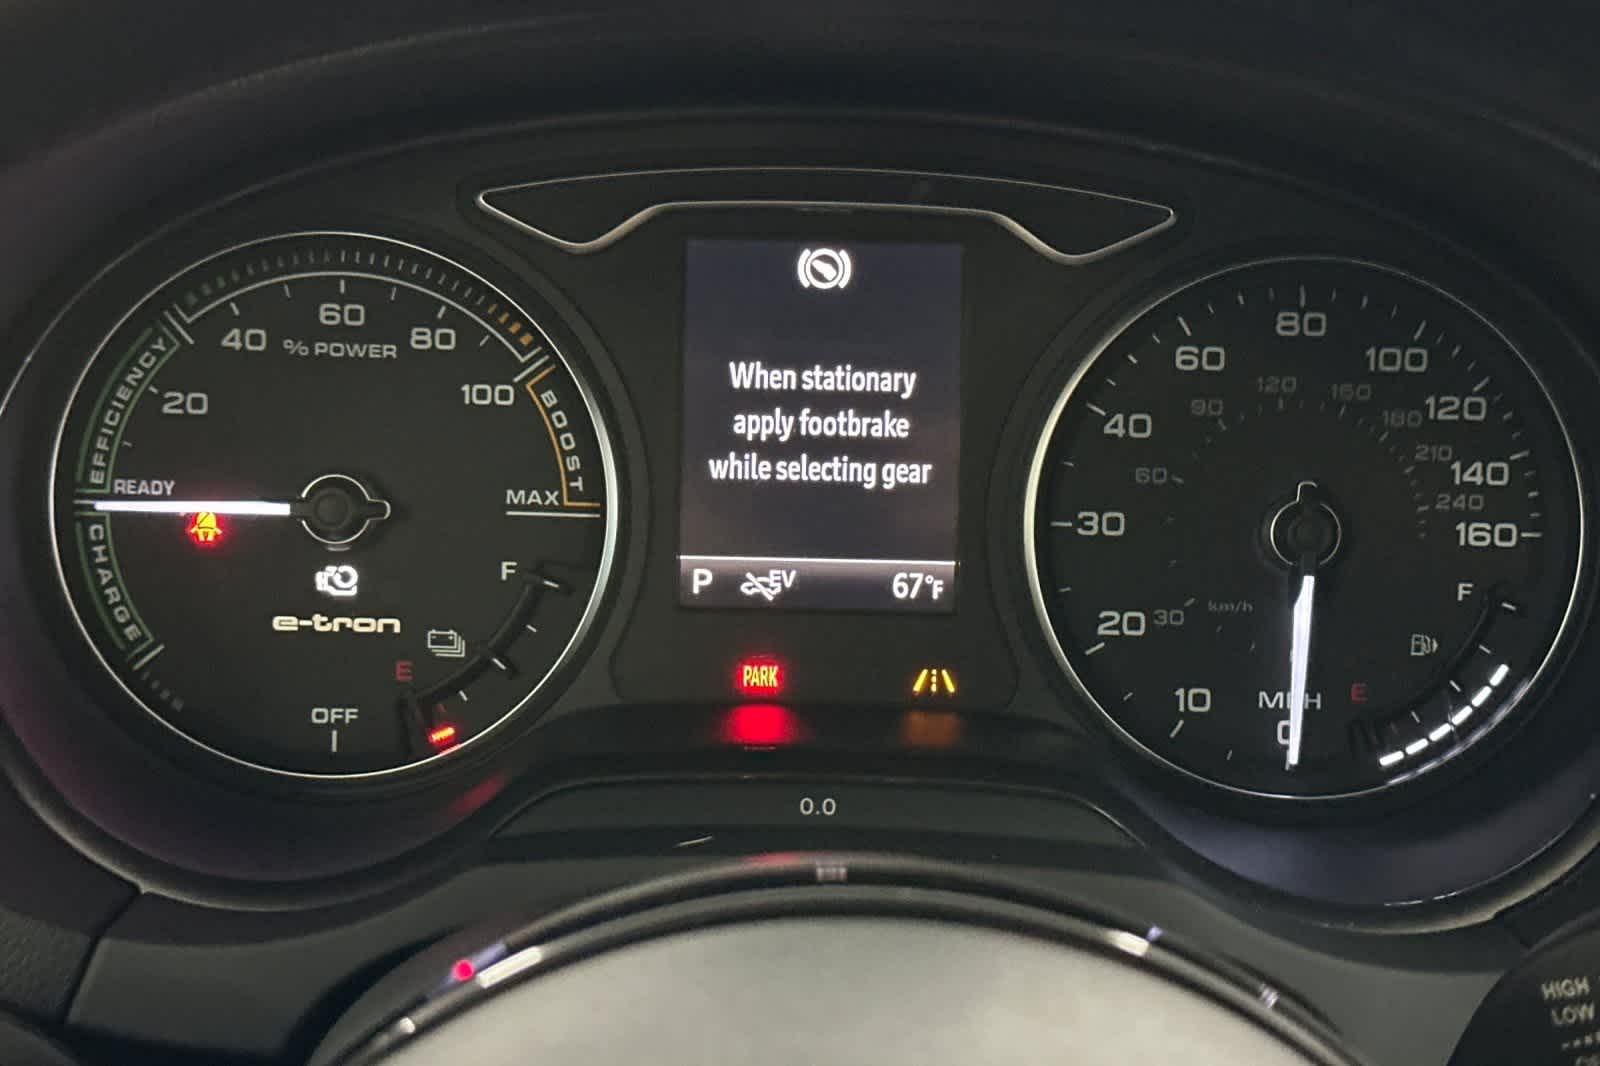 60
40
80
% POWER
20
100
EFFICIENCY
BOOST
READY
MAX
CHARGE
e-tron
F
E
OFF
When stationary
apply footbrake
while selecting gear
P
EV
67°F
PARK
0.0
80
60
100
40
120
30
140
20
160
10
MPH
0
120
90
160
180
60
210
240
30
km/h
F
E
HIGH
LOW